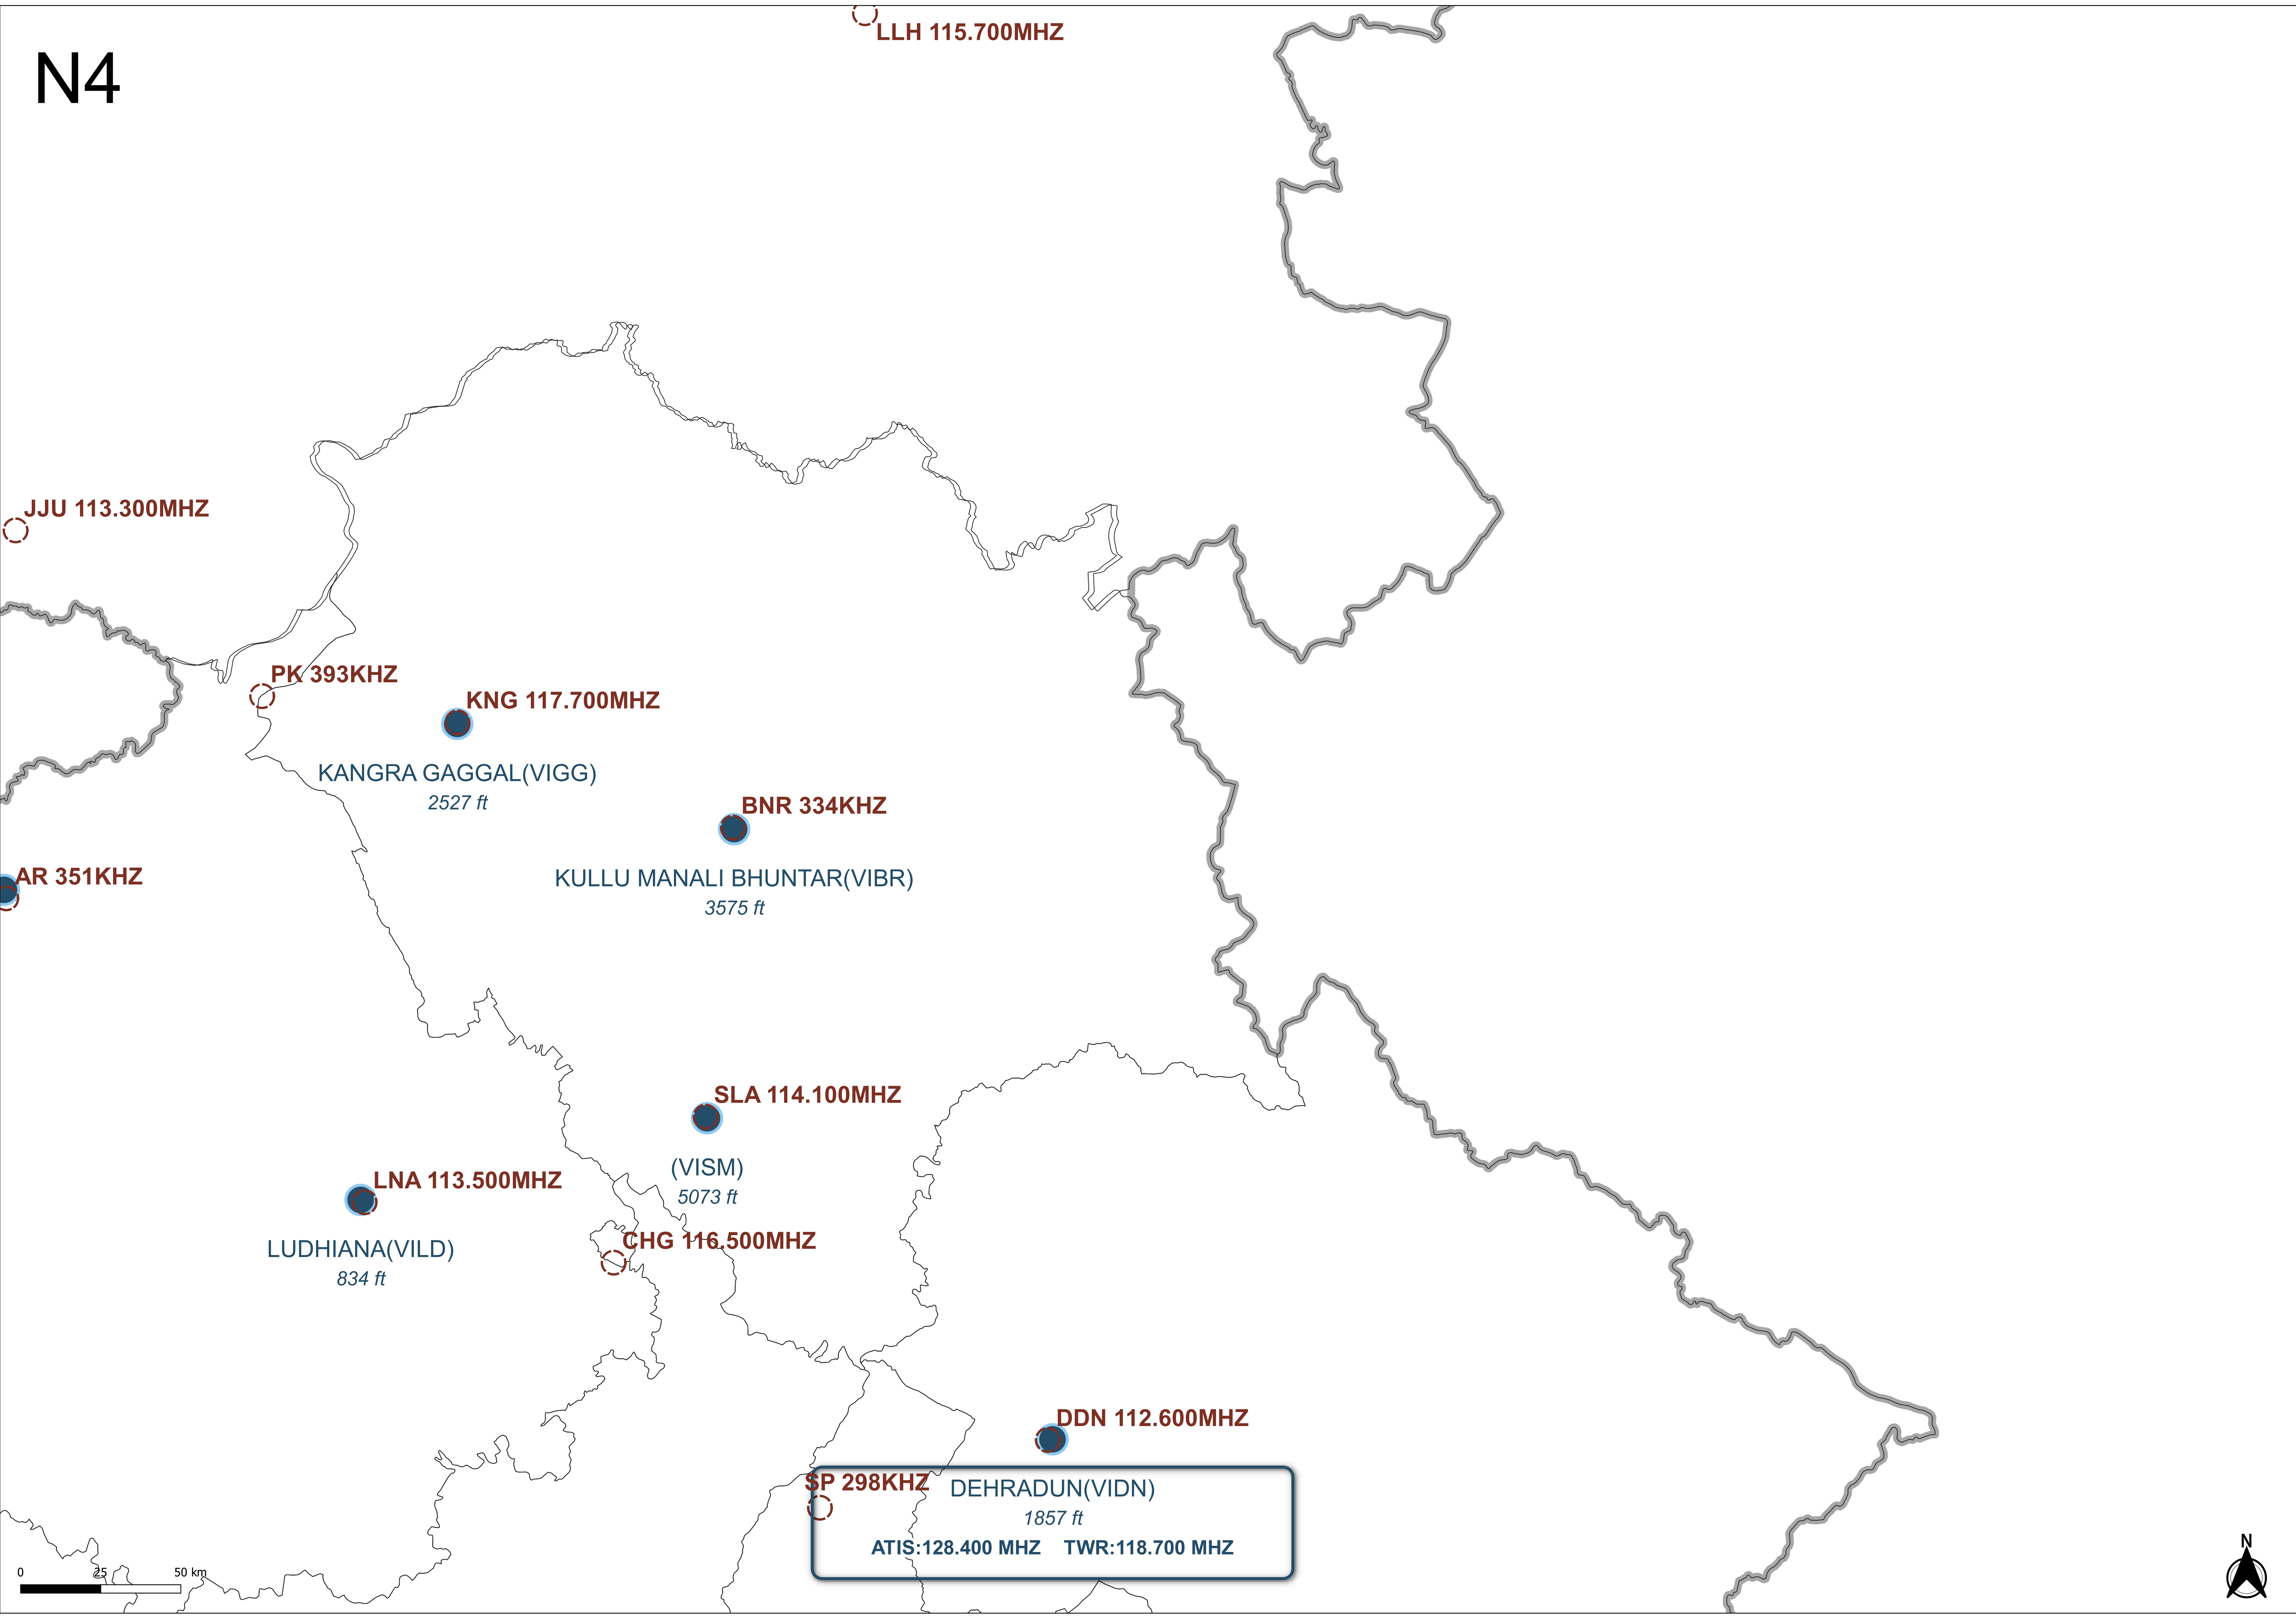 LLH 115.700MHZ
N4
JJU 113.300MHZ
PK 393KHZ
KNG 117.700MHZ
KANGRA GAGGAL(VIGG)
2527 ft
BNR 334KHZ
AR 351KHZ
KULLU MANALI BHUNTAR(VIBR)
3575 ft
SLA 114.100MHZ
(VISM)
5073 ft
LNA 113.500MHZ
LUDHIANA(VILD)
834 ft
CHG 116.500MHZ
DDN 112.600MHZ
SP 298KHZ
DEHRADUN(VIDN)
1857 ft
ATIS:128.400 MHZ TWR:118.700 MHZ
0 25 50 km
N